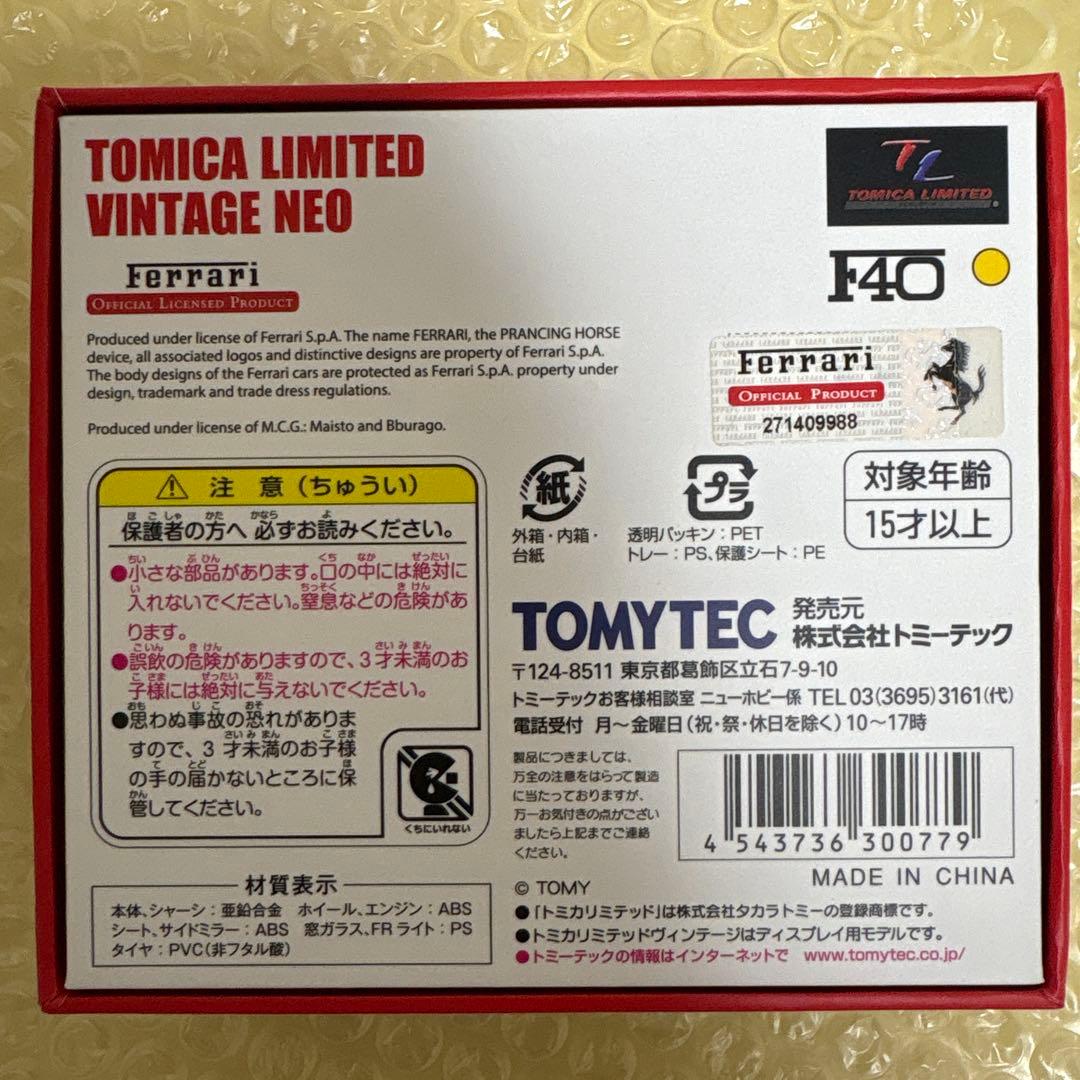 TOMICA LIMITED
VINTAGE NEO
Ferrari
OFFICIAL LICENSED PRODUCT
Produced under license of Ferrari S.p.A. The name FERRARI, the PRANCING HORSE
device, all associated logos and distinctive designs are property of Ferrari S.p.A.
The body designs of the Ferrari cars are protected as Ferrari S.p.A. property under
design, trademark and trade dress regulations.
Produced under license of M.C.G.: Maisto and Bburago.
TL
TOMICA LIMITED
F40
Ferrari
OFFICIAL PRODUCT
271409988
注 意（ちゅうい）
保護者の方へ 必ずお読みください。
●小さな部品があります。口の中には絶対に
入れないでください。窒息などの危険があ
ります。
●誤飲の危険がありますので、3才未満のお
子様には絶対に与えないでください。
●思わぬ事故の恐れがありま
すので、3 才未満のお子様
の手の届かないところに保
管してください。
くちにいれない
紙
外箱・内箱・
台紙
プラ
透明パッキン：PET
トレー：PS、保護シート：PE
対象年齢
15才以上
TOMYTEC 発売元
株式会社トミーテック
〒124-8511 東京都葛飾区立石7-9-10
トミーテックお客様相談室 ニューホビー係 TEL 03(3695)3161(代)
電話受付 月～金曜日(祝・祭・休日を除く)10～17時
製品につきましては、
万全の注意をはらって製造
に当たっておりますが、
万一お気付きの点がござい
ましたら上記までご連絡
ください。
4 543736 300779
MADE IN CHINA
© TOMY
●「トミカリミテッド」は株式会社タカラトミーの登録商標です。
●トミカリミテッドヴィンテージはディスプレイ用モデルです。
●トミーテックの情報はインターネットで www.tomytec.co.jp/
材質表示
本体、シャーシ：亜鉛合金 ホイール、エンジン：ABS
シート、サイドミラー：ABS 窓ガラス、FRライト：PS
タイヤ：PVC(非フタル酸)